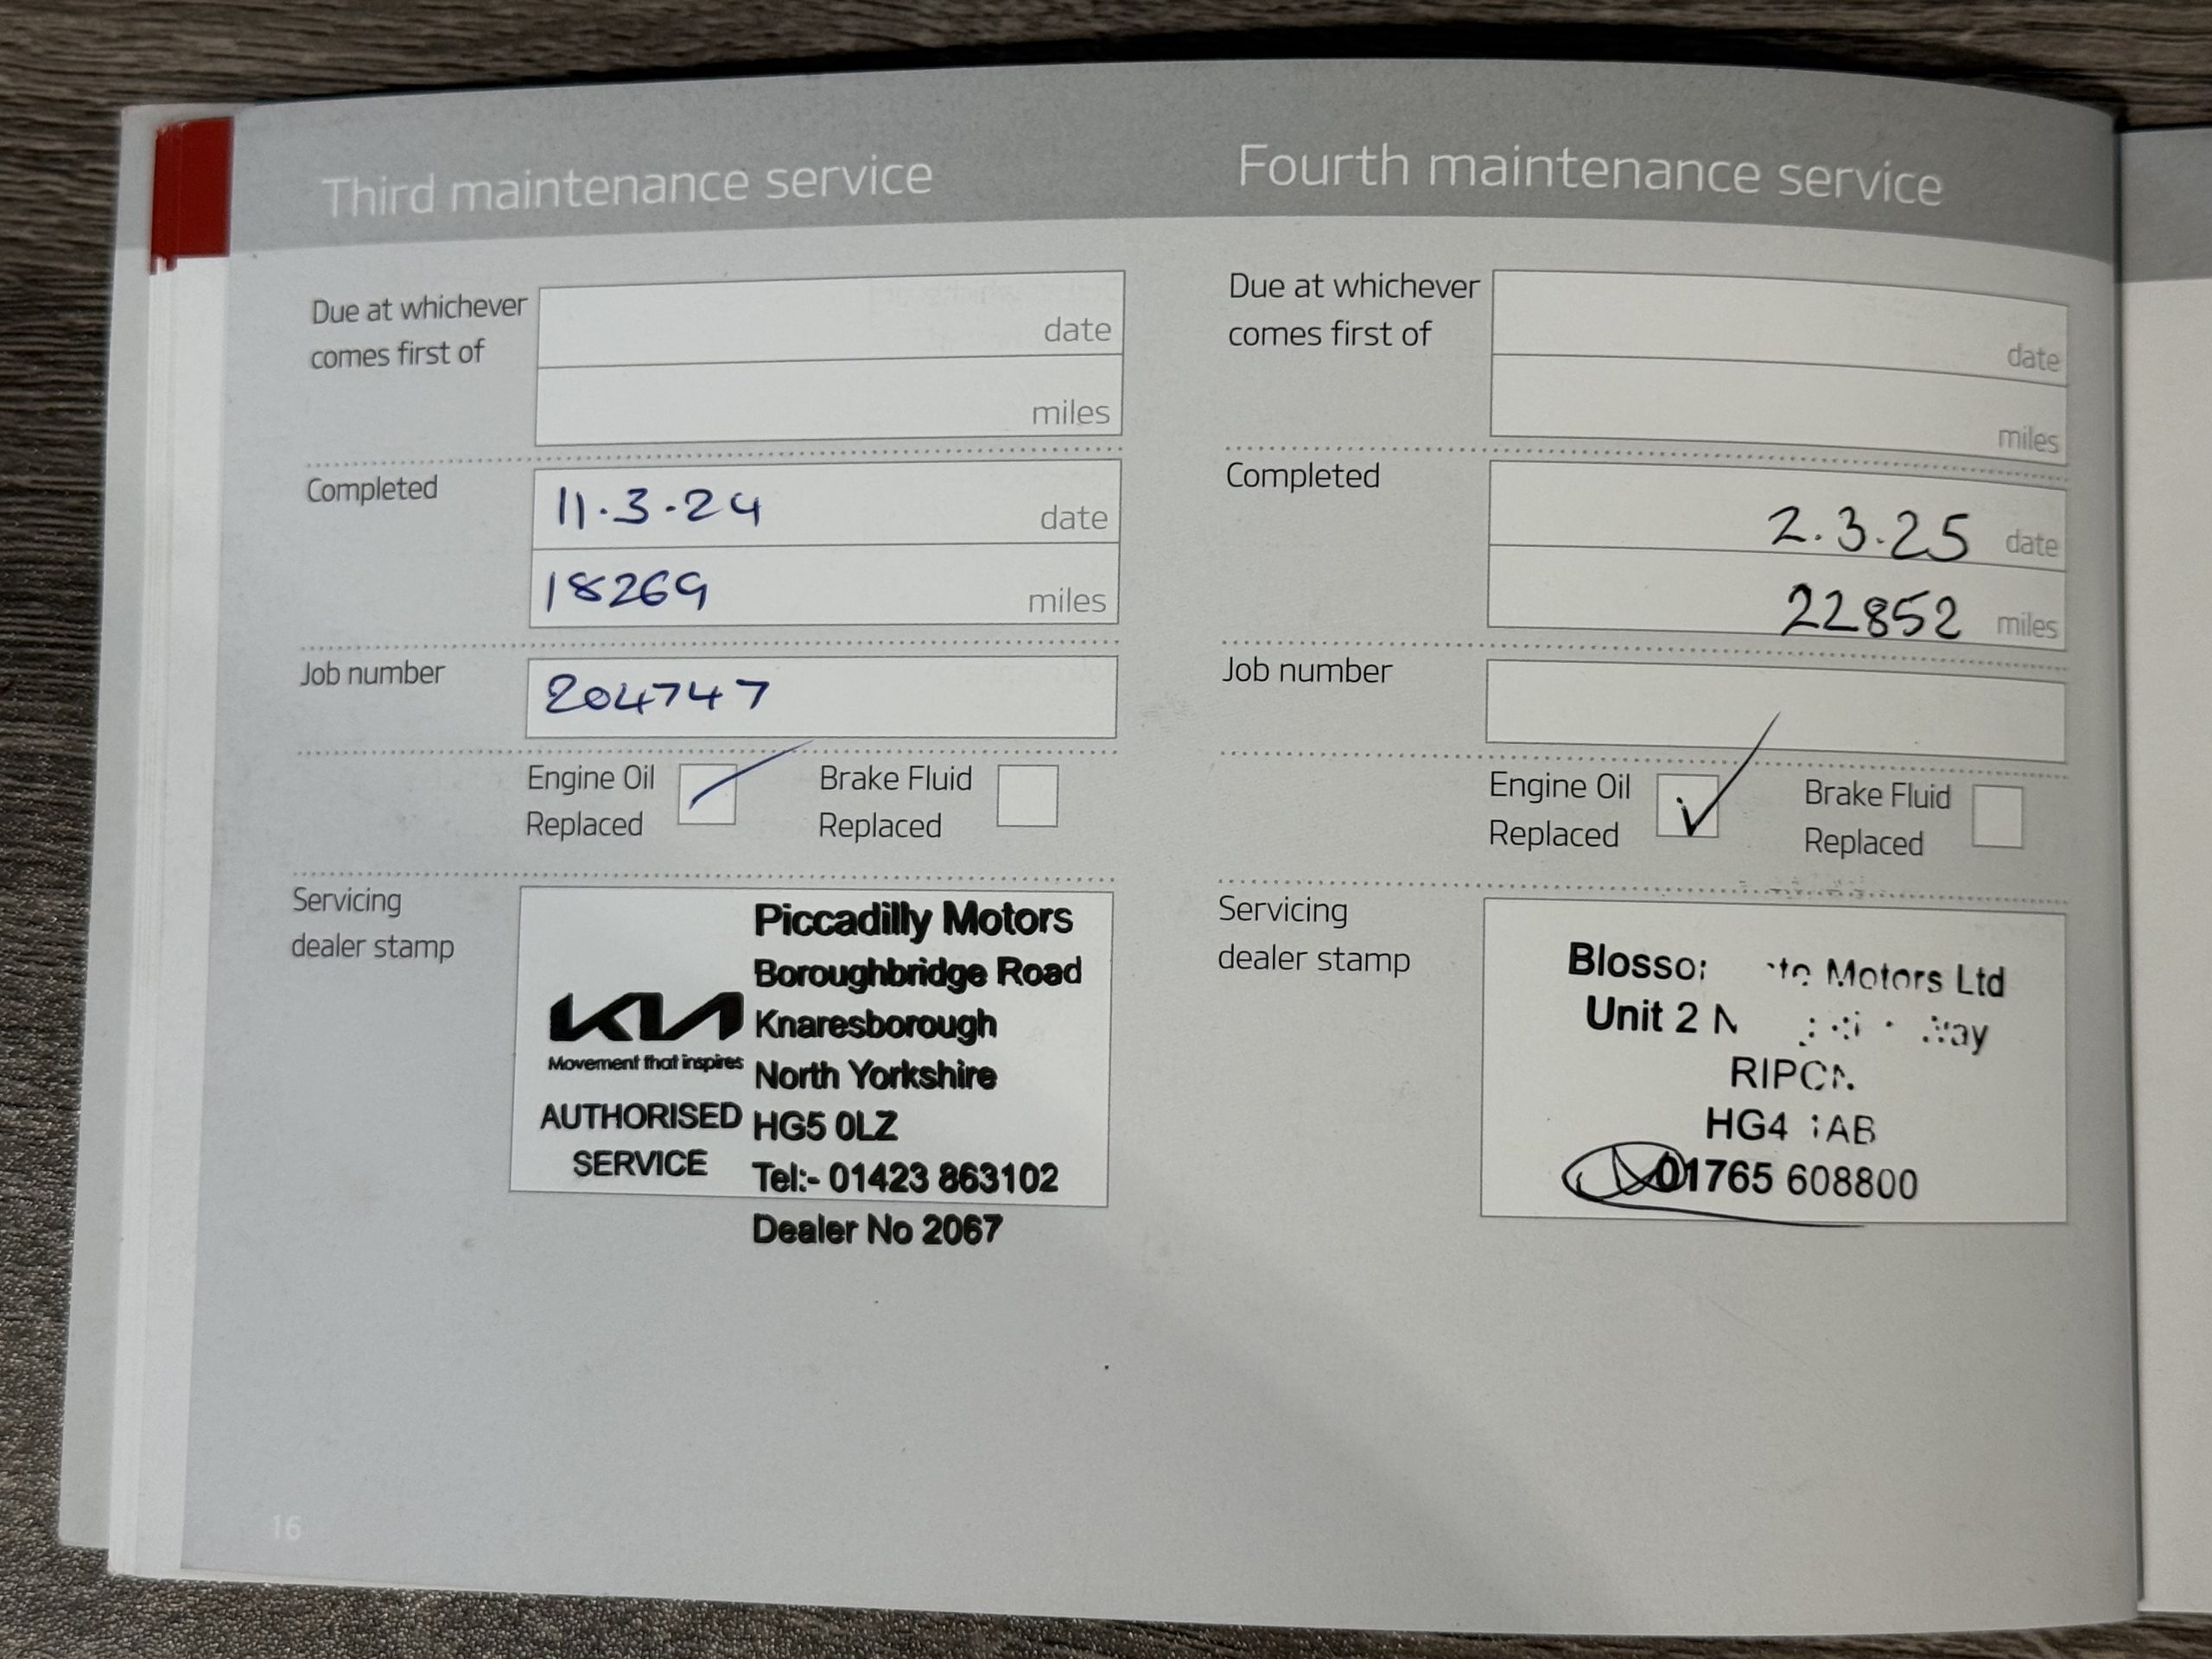 Third maintenance service
Due at whichever
comes first of
date
miles
Completed
11.3.24 date
18269 miles
Job number
204747
Engine Oil
Replaced
Brake Fluid
Replaced
Servicing
dealer stamp
KIA
Movement that inspires
AUTHORISED
SERVICE
Piccadilly Motors
Boroughbridge Road
Knaresborough
North Yorkshire
HG5 0LZ
Tel:- 01423 863102
Dealer No 2067
16
Fourth maintenance service
Due at whichever
comes first of
date
miles
Completed
2.3.25 date
22852 miles
Job number
Engine Oil
Replaced
Brake Fluid
Replaced
Servicing
dealer stamp
Motors Ltd
Unit 2
RIPON
HG4
01765 608800